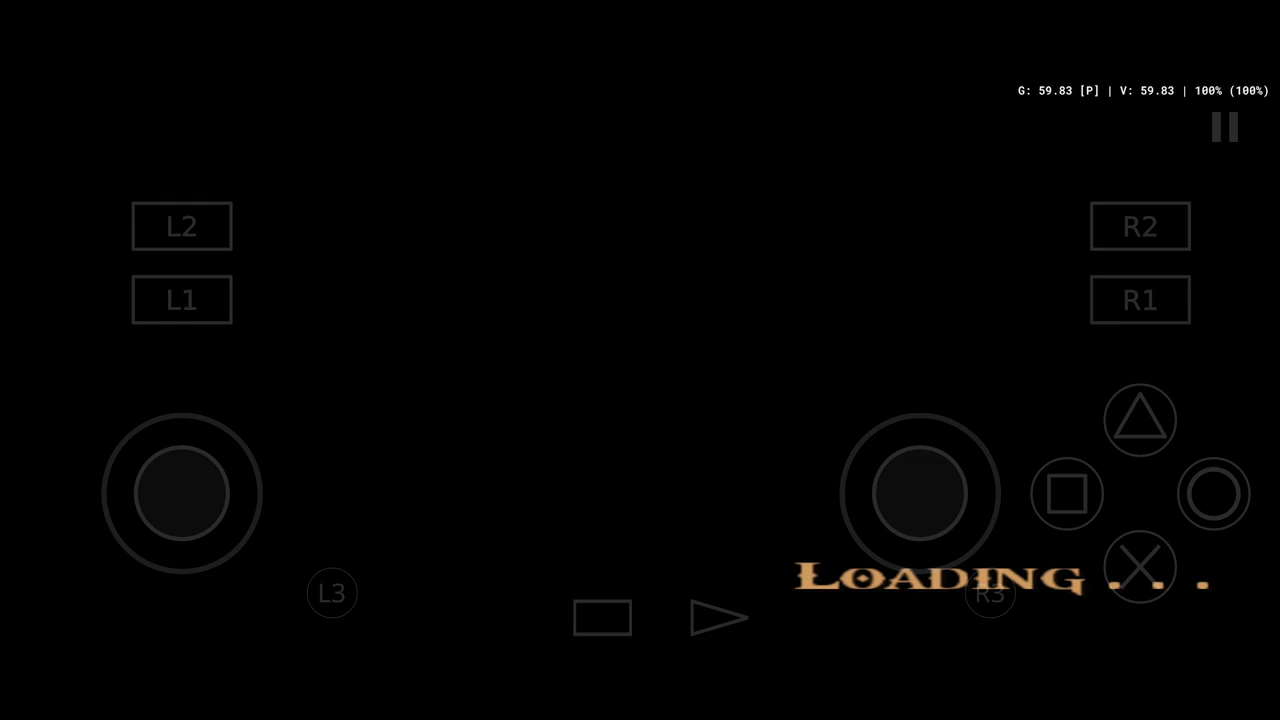 G: 59.83 [P] | V: 59.83 | 100% (100%)
L2
R2
L1
R1
LOADING . . .
L3
R3